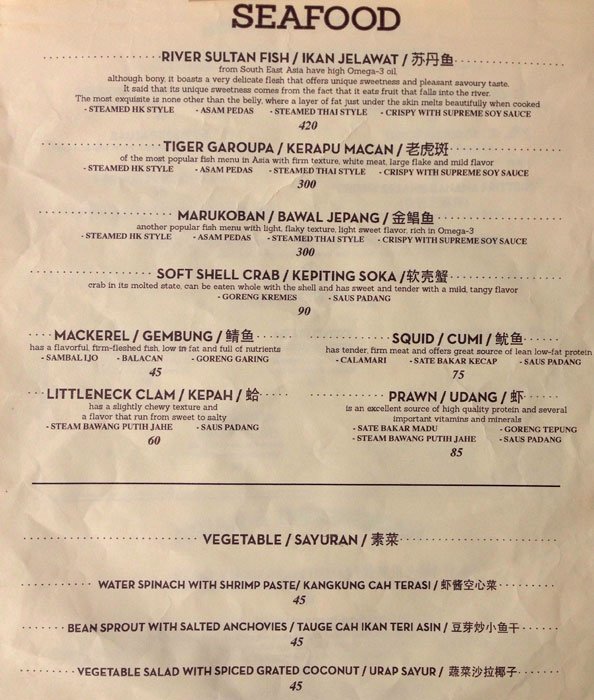 SEAFOOD
RIVER SULTAN FISH / IKAN JELAWAT / 苏丹鱼
from South East Asia have high Omega-3 oil.
although bony, it boasts a very delicate flesh that offers unique sweetness and pleasant savoury taste.
It said that its unique sweetness comes from the fact that it eats fruit that falls into the river.
The most exquisite is none other than the belly, where a layer of fat just under the skin melts beautifully when cooked
- STEAMED HK STYLE - ASAM PEDAS - STEAMED THAI STYLE - CRISPY WITH SUPREME SOY SAUCE
420
TIGER GAROUPA / KERAPU MACAN / 老虎斑
of the most popular fish menu in Asia with firm texture, white meat, large flake and mild flavor
- STEAMED HK STYLE - ASAM PEDAS - STEAMED THAI STYLE - CRISPY WITH SUPREME SOY SAUCE
300
MARUKOBAN / BAWAL JEPANG / 金鲳鱼
another popular fish menu with light, flaky texture, light sweet flavor, rich in Omega-3
- STEAMED HK STYLE - ASAM PEDAS - STEAMED THAI STYLE - CRISPY WITH SUPREME SOY SAUCE
300
SOFT SHELL CRAB / KEPITING SOKA / 软壳蟹
crab in its molted state, can be eaten whole with the shell and has sweet and tender with a mild, tangy flavor
- GORENG KREMES - SAUS PADANG
90
MACKEREL / GEMBUNG / 鲭鱼
has a flavorful, firm-fleshed fish, low in fat and full of nutrients
- SAMBAL IJO - BALACAN - GORENG GARING
45
SQUID / CUMI / 鱿鱼
has tender, firm meat and offers great source of lean low-fat protein
- CALAMARI - SATE BAKAR KECAP - SAUS PADANG
75
LITTLENECK CLAM / KEPAH / 蛤
has a slightly chewy texture and
a flavor that run from sweet to salty
- STEAM BAWANG PUTIH JAHE - SAUS PADANG
60
PRAWN / UDANG / 虾
is an excellent source of high quality protein and several
important vitamins and minerals
- SATE BAKAR MADU - GORENG TEPUNG
- STEAM BAWANG PUTIH JAHE - SAUS PADANG
85
VEGETABLE / SAYURAN / 素菜
WATER SPINACH WITH SHRIMP PASTE/ KANGKUNG CAH TERASI / 虾酱空心菜
45
BEAN SPROUT WITH SALTED ANCHOVIES / TAUGE CAH IKAN TERI ASIN / 豆芽炒小鱼干
45
VEGETABLE SALAD WITH SPICED GRATED COCONUT / URAP SAYUR / 蔬菜沙拉椰子
45